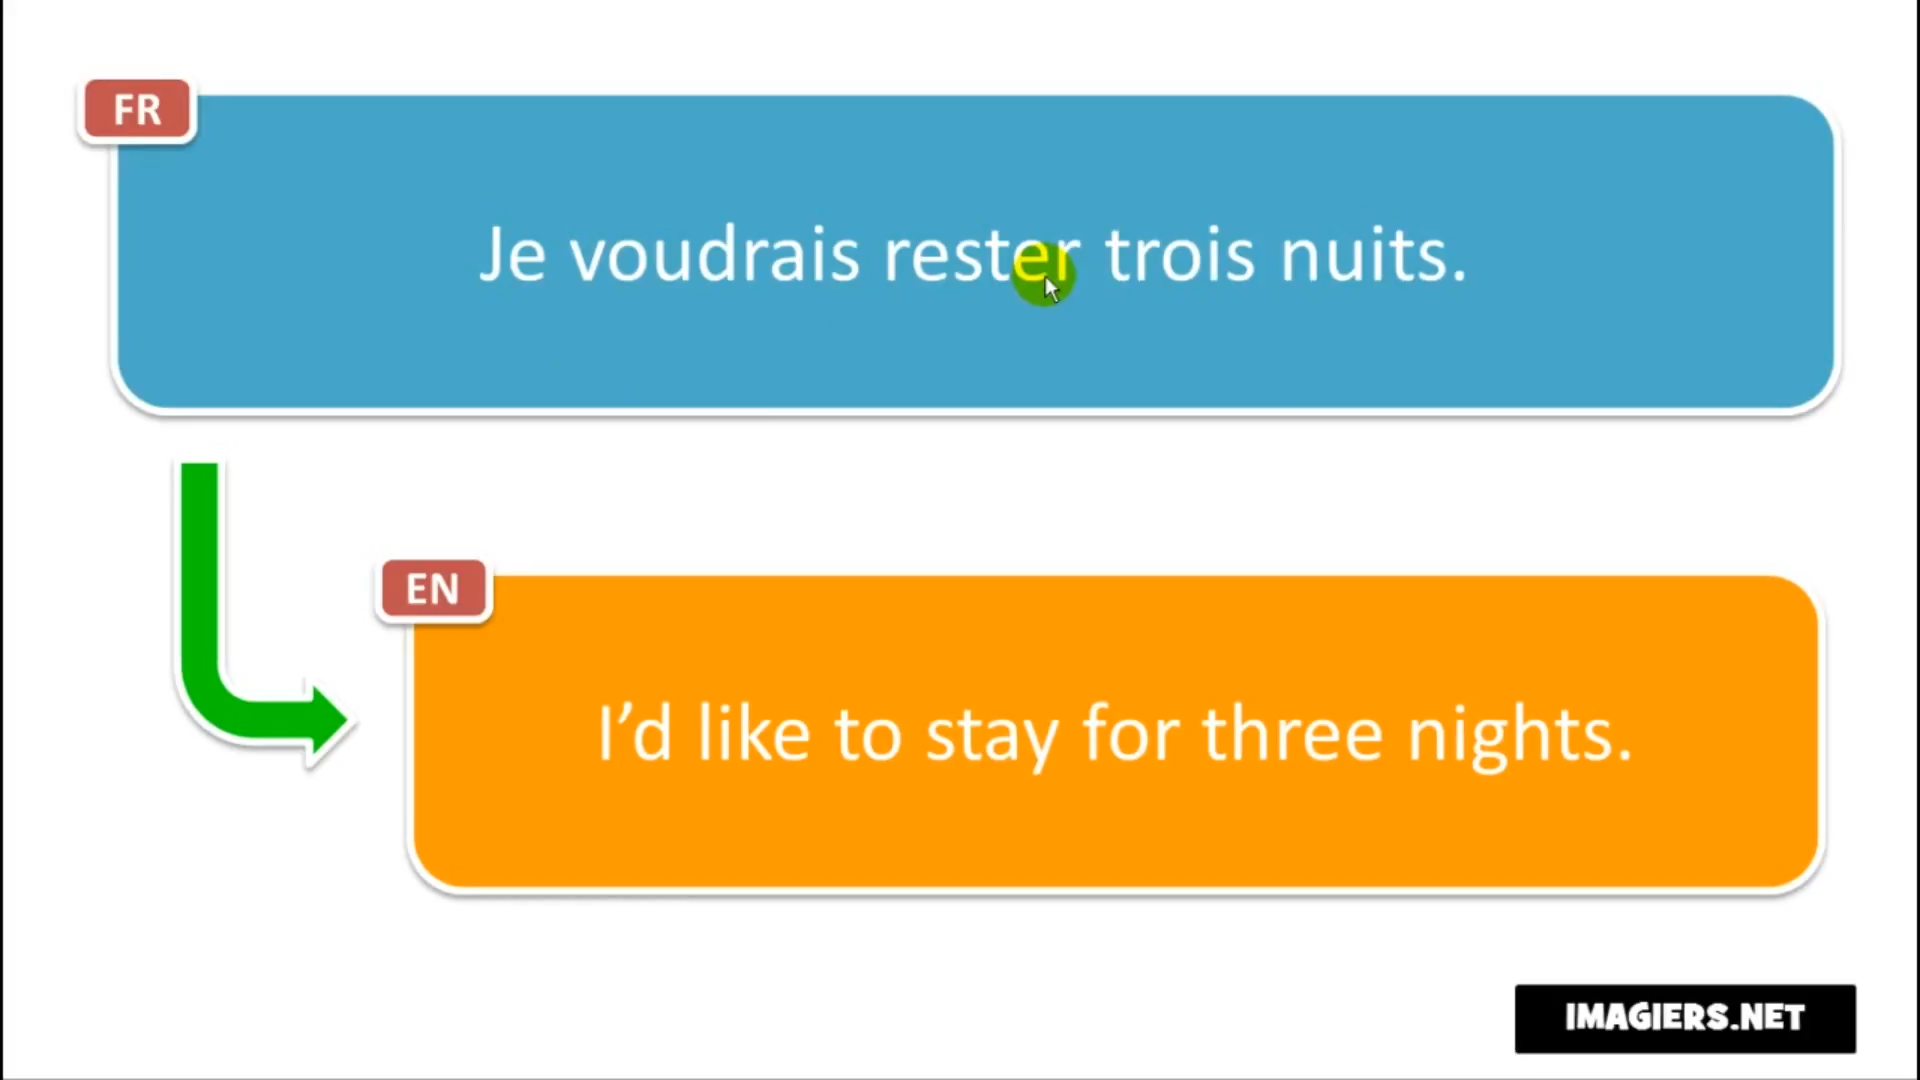 FR
Je voudrais rester trois nuits.
EN
I’d like to stay for three nights.
IMAGIERS.NET